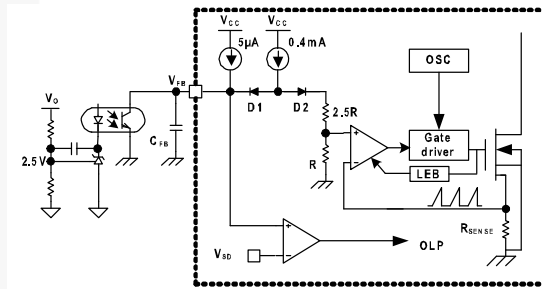 VCC VCC
5μA 0.4mA
OSC
VFB
VO
D1 D2
2.5R
CFB
R
Gate
driver
2.5 V
LEB
+
-
RSENSE
+
-
VSD
OLP